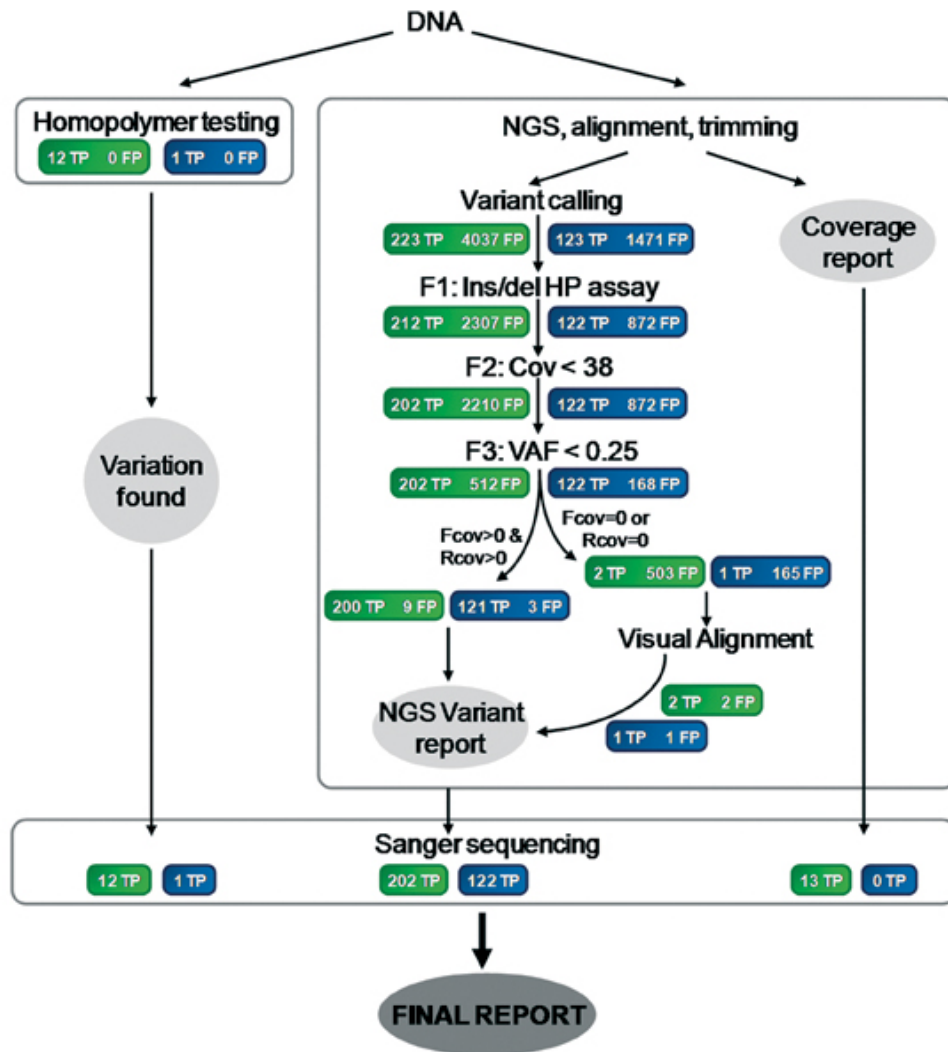 DNA
Homopolymer testing
12 TP 0 FP
1 TP 0 FP
NGS, alignment, trimming
Variant calling
223 TP 4037 FP
123 TP 1471 FP
Coverage
report
F1: Ins/del HP assay
212 TP 2307 FP
122 TP 872 FP
F2: Cov < 38
202 TP 2210 FP
122 TP 872 FP
F3: VAF < 0.25
202 TP 512 FP
122 TP 168 FP
Variation
found
Fcov>0 &
Rcov>0
Fcov=0 or
Rcov=0
2 TP 503 FP
1 TP 165 FP
200 TP 9 FP
121 TP 3 FP
Visual Alignment
2 TP 2 FP
1 TP 1 FP
NGS Variant
report
Sanger sequencing
12 TP
1 TP
202 TP
122 TP
13 TP
0 TP
FINAL REPORT